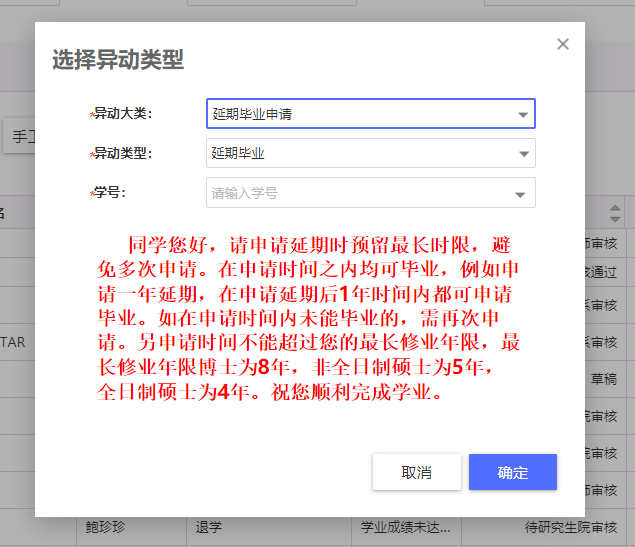 选择异动类型
*异动大类:
延期毕业申请
*异动类型:
延期毕业
*学号:
请输入学号
同学您好，请申请延期时预留最长时限，避
免多次申请。在申请时间之内均可毕业，例如申
请一年延期，在申请延期后1年时间内都可申请
毕业。如在申请时间内未能毕业的，需再次申
请。另申请时间不能超过您的最长修业年限，最
长修业年限博士为8年，非全日制硕士为5年，
全日制硕士为4年。祝您顺利完成学业。
取消
确定
手工
名
师审核
核通过
系审核
TAR
系审核
草稿
院审核
院审核
师审核
鲍珍珍
退学
学业成绩未达...
待研究生院审核